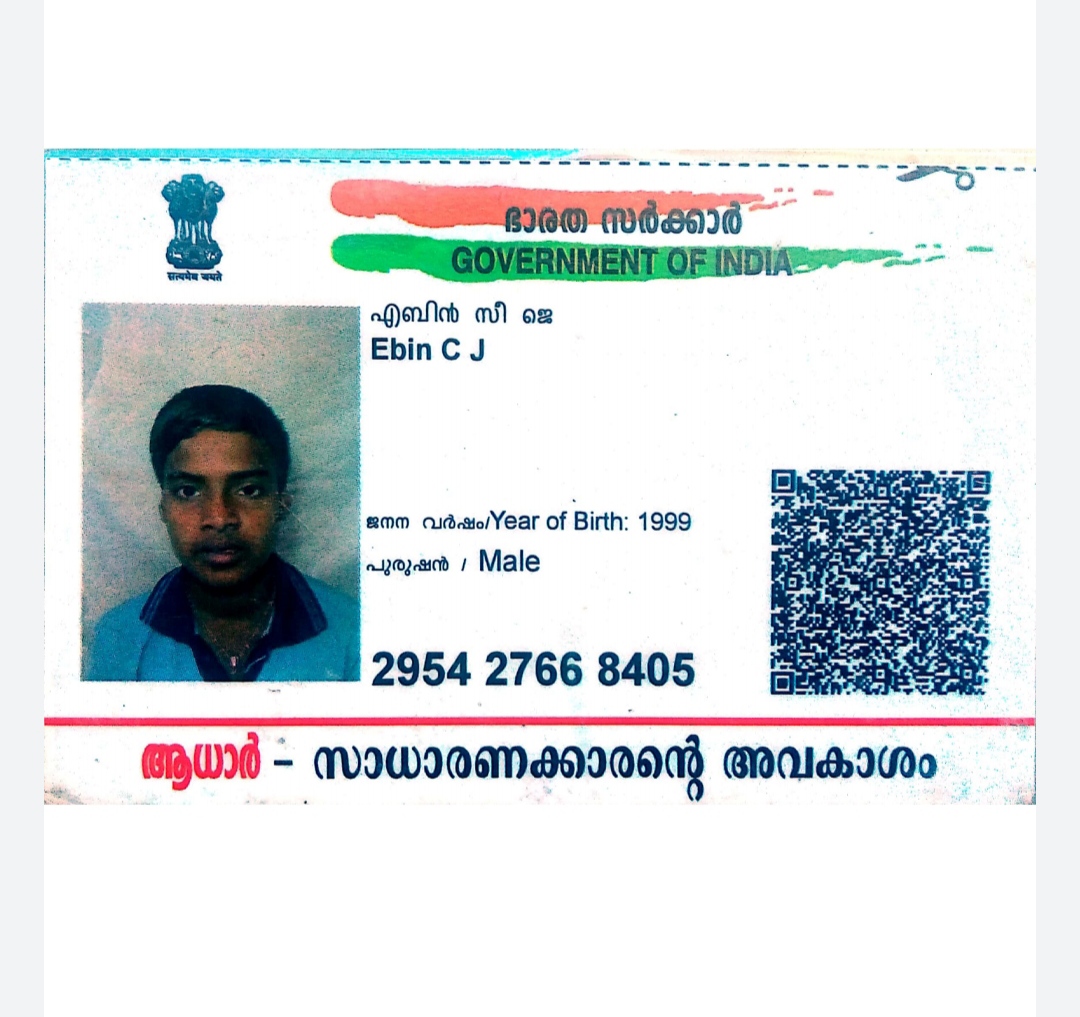 ഭാരത സർക്കാർ
GOVERNMENT OF INDIA
सत्यमेव जयते
എബിൻ സീ ജെ
Ebin C J
ജനന വർഷം/Year of Birth: 1999
പുരുഷൻ / Male
2954 2766 8405
ആധാർ - സാധാരണക്കാരന്റെ അവകാശം